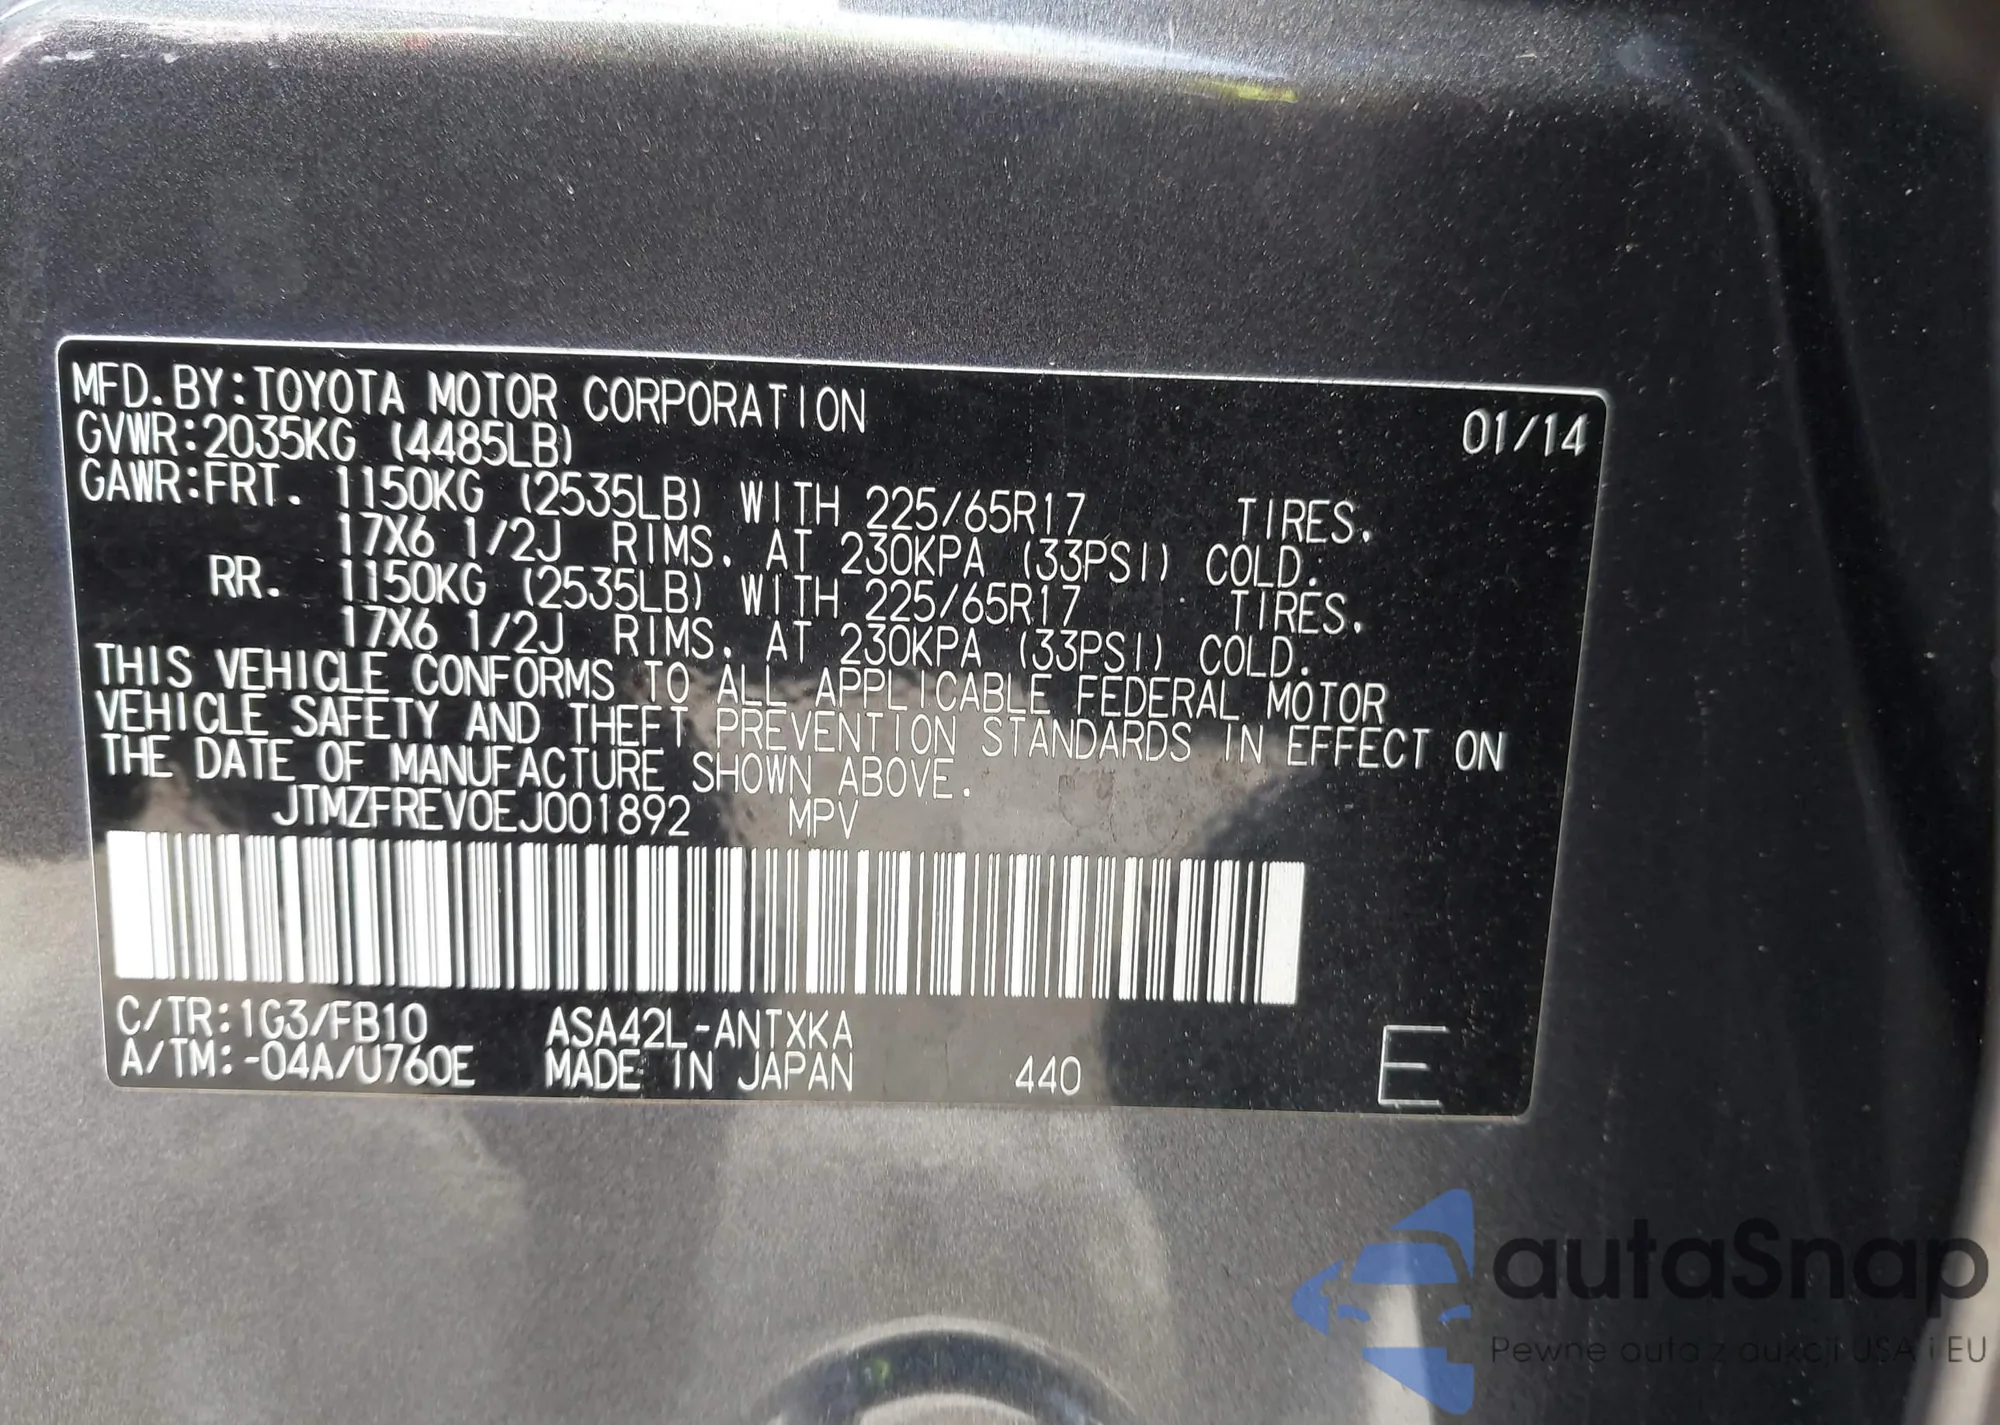 MFD. BY:TOYOTA MOTOR CORPORATION 01/14
GVWR:2035KG (4485LB)
GAWR:FRT. 1150KG (2535LB) WITH 225/65R17 TIRES.
17X6 1/2J RIMS. AT 230KPA (33PSI) COLD.
RR. 1150KG (2535LB) WITH 225/65R17 TIRES.
17X6 1/2J RIMS. AT 230KPA (33PSI) COLD.
THIS VEHICLE CONFORMS TO ALL APPLICABLE FEDERAL MOTOR
VEHICLE SAFETY AND THEFT PREVENTION STANDARDS IN EFFECT ON
THE DATE OF MANUFACTURE SHOWN ABOVE.
JTMZFREV0EJ001892 MPV
C/TR:1G3/FB10 ASA42L-ANTXKA
A/TM:-04A/U760E MADE IN JAPAN 440 E
autaSnap
Pewne auta z aukcji USA i EU